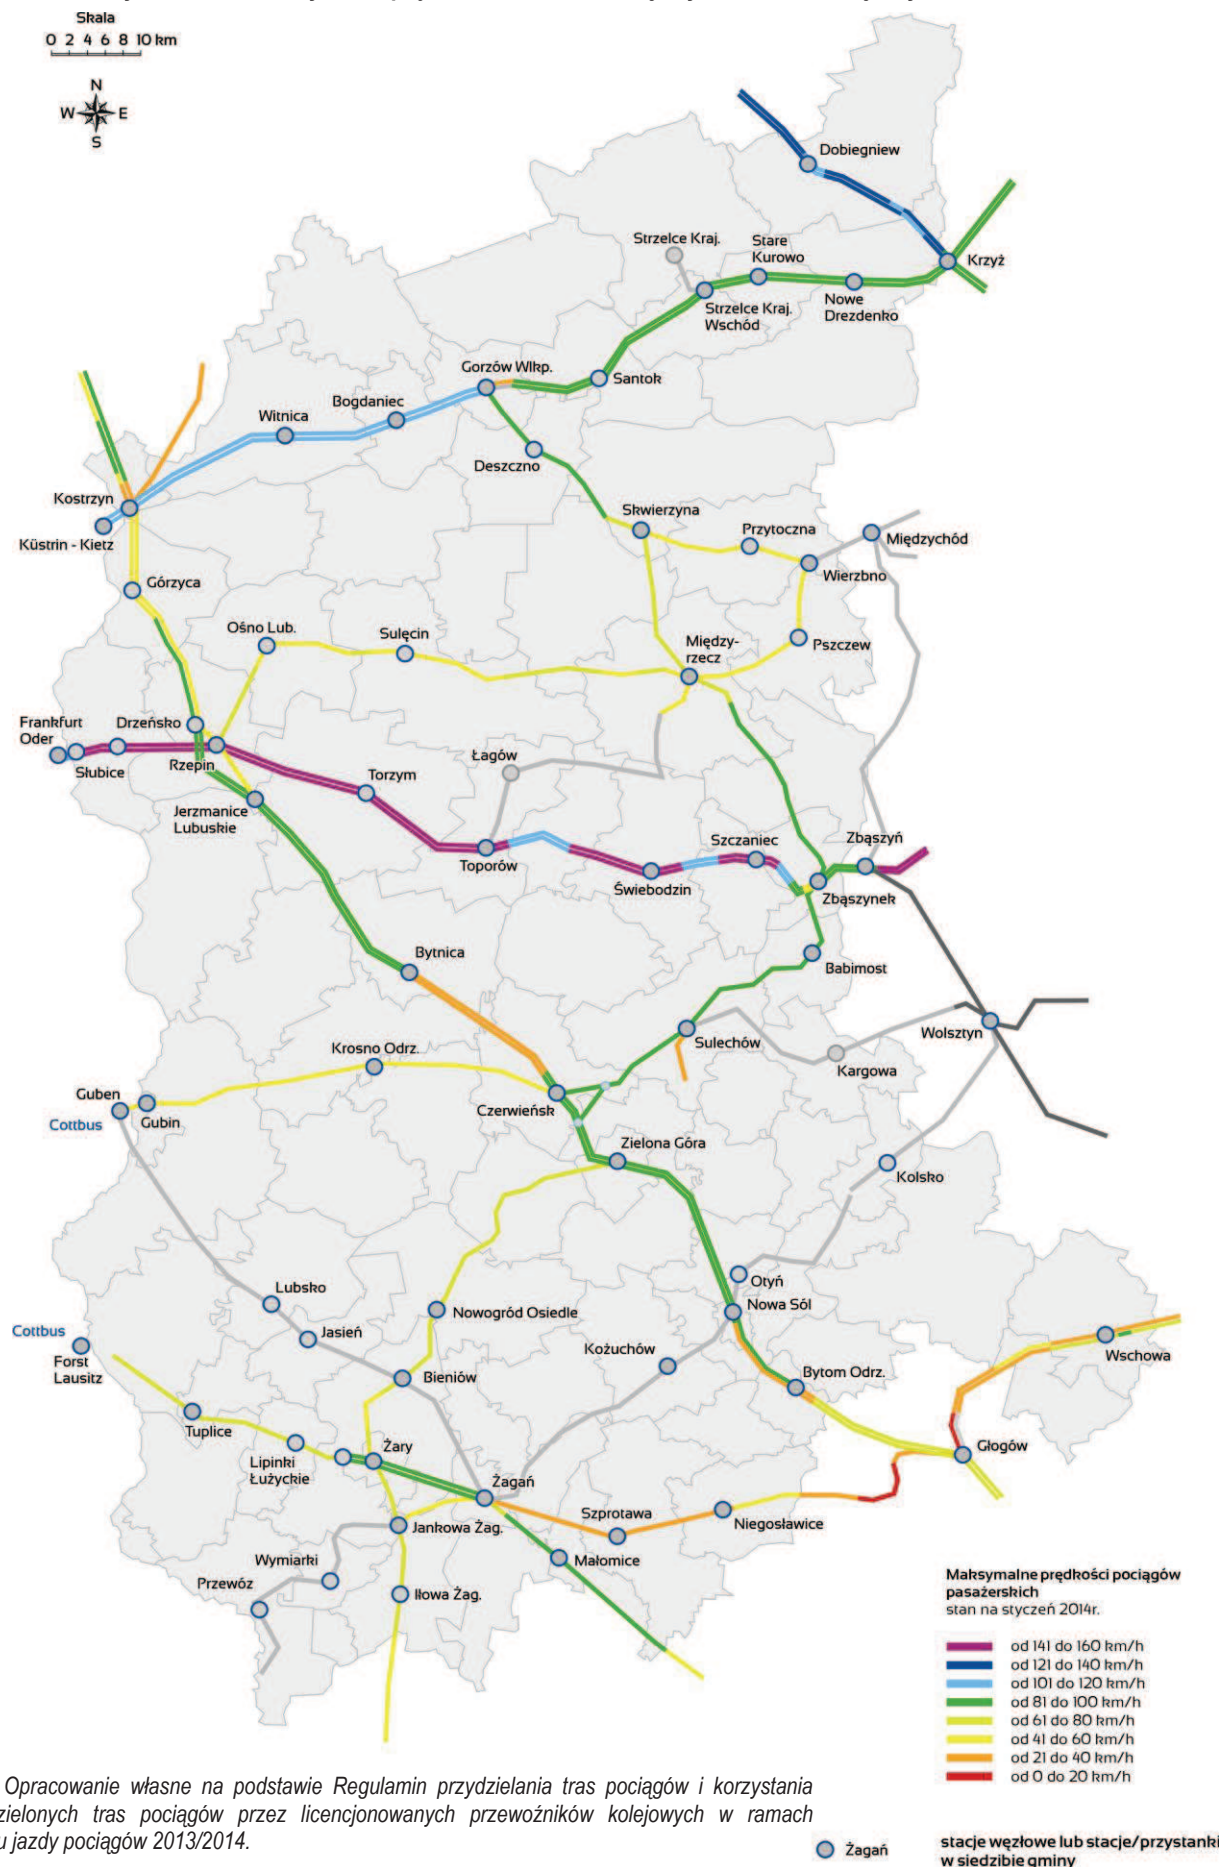 Skala
0 2 4 6 8 10 km
N
W E
S
Dobiegniew
Strzelce Kraj.
Stare
Kurowo
Krzyż
Nowe
Drezdenko
Strzelce Kraj.
Wschód
Gorzów Wlkp.
Santok
Bogdaniec
Witnica
Deszczno
Kostrzyn
Küstrin - Kietz
Skwierzyna
Przytoczna
Międzychód
Wierzbno
Górzyca
Ośno Lub.
Sulęcin
Między-
rzecz
Pszczew
Frankfurt
Oder
Drzeńsko
Słubice
Rzepin
Łagów
Torzym
Jerzmanice
Lubuskie
Toporów
Szczaniec
Zbąszyń
Świebodzin
Zbąszynek
Bytnica
Babimost
Sulechów
Wolsztyn
Kargowa
Krosno Odrz.
Guben
Gubin
Cottbus
Czerwieńsk
Zielona Góra
Kolsko
Otyń
Lubsko
Nowogród Osiedle
Nowa Sól
Cottbus
Jasień
Forst
Lausitz
Kożuchów
Wschowa
Bieniów
Bytom Odrz.
Tuplice
Lipinki
Łużyckie
Żary
Głogów
Żagań
Szprotawa
Niegosławice
Jankowa Żag.
Wymiarki
Małomice
Przewóz
Iłowa Żag.
Maksymalne prędkości pociągów
pasażerskich
stan na styczeń 2014r.
od 141 do 160 km/h
od 121 do 140 km/h
od 101 do 120 km/h
od 81 do 100 km/h
od 61 do 80 km/h
od 41 do 60 km/h
od 21 do 40 km/h
od 0 do 20 km/h
Opracowanie własne na podstawie Regulamin przydzielania tras pociągów i korzystania
zielonych tras pociągów przez licencjonowanych przewoźników kolejowych w ramach
u jazdy pociągów 2013/2014.
Żagań
stacje węzłowe lub stacje/przystanki
w siedzibie gminy